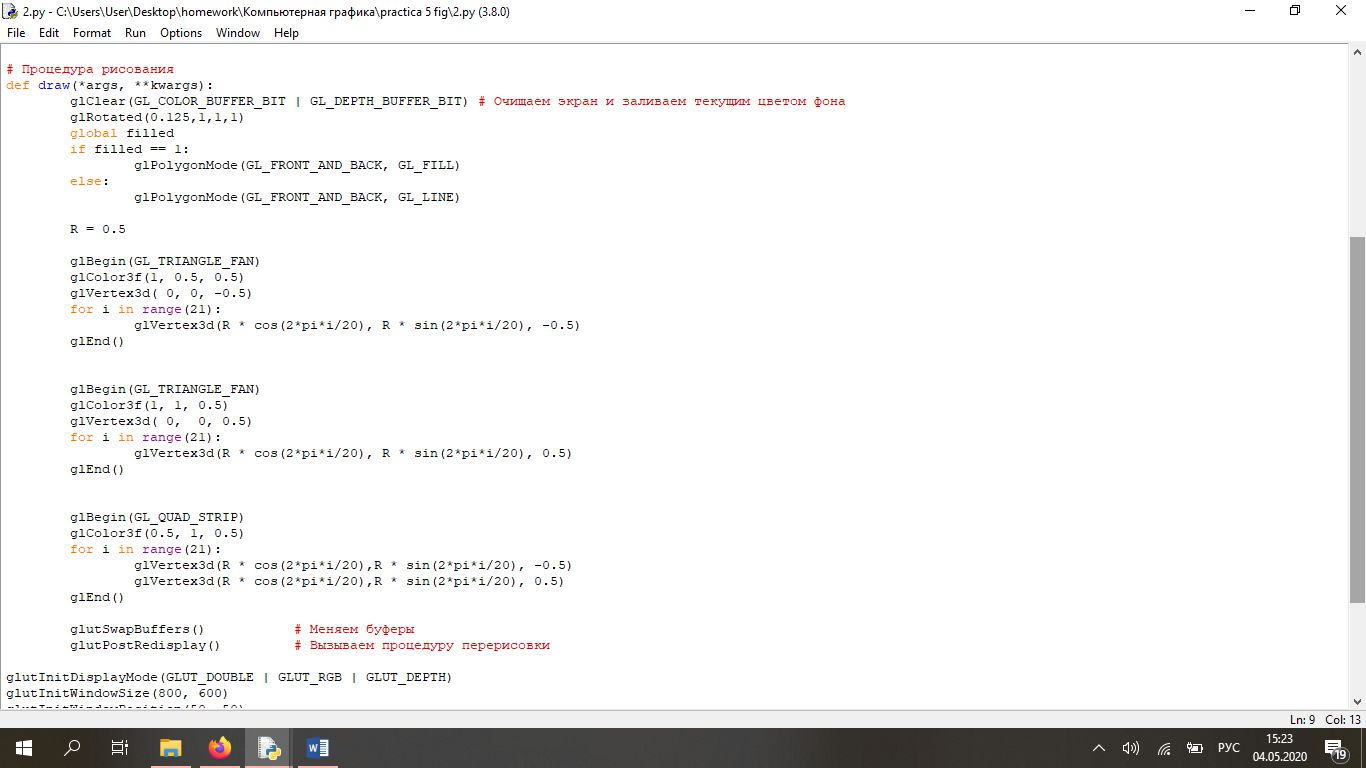 2.py - C:\Users\User\Desktop\homework\Компьютерная графика\practica 5 fig\2.py (3.8.0)
File Edit Format Run Options Window Help
# Процедура рисования
def draw(*args, **kwargs):
        glClear(GL_COLOR_BUFFER_BIT | GL_DEPTH_BUFFER_BIT) # Очищаем экран и заливаем текущим цветом фона
        glRotated(0.125,1,1,1)
        global filled
        if filled == 1:
                glPolygonMode(GL_FRONT_AND_BACK, GL_FILL)
        else:
                glPolygonMode(GL_FRONT_AND_BACK, GL_LINE)
        R = 0.5
        glBegin(GL_TRIANGLE_FAN)
        glColor3f(1, 0.5, 0.5)
        glVertex3d( 0, 0, -0.5)
        for i in range(21):
                glVertex3d(R * cos(2*pi*i/20), R * sin(2*pi*i/20), -0.5)
        glEnd()
        glBegin(GL_TRIANGLE_FAN)
        glColor3f(1, 1, 0.5)
        glVertex3d( 0,  0, 0.5)
        for i in range(21):
                glVertex3d(R * cos(2*pi*i/20), R * sin(2*pi*i/20), 0.5)
        glEnd()
        glBegin(GL_QUAD_STRIP)
        glColor3f(0.5, 1, 0.5)
        for i in range(21):
                glVertex3d(R * cos(2*pi*i/20),R * sin(2*pi*i/20), -0.5)
                glVertex3d(R * cos(2*pi*i/20),R * sin(2*pi*i/20), 0.5)
        glEnd()
        glutSwapBuffers()           # Меняем буферы
        glutPostRedisplay()         # Вызываем процедуру перерисовки
glutInitDisplayMode(GLUT_DOUBLE | GLUT_RGB | GLUT_DEPTH)
glutInitWindowSize(800, 600)
glutInitWindowPosition(50, 50)
Ln: 9 Col: 13
РУС
15:23
04.05.2020
19